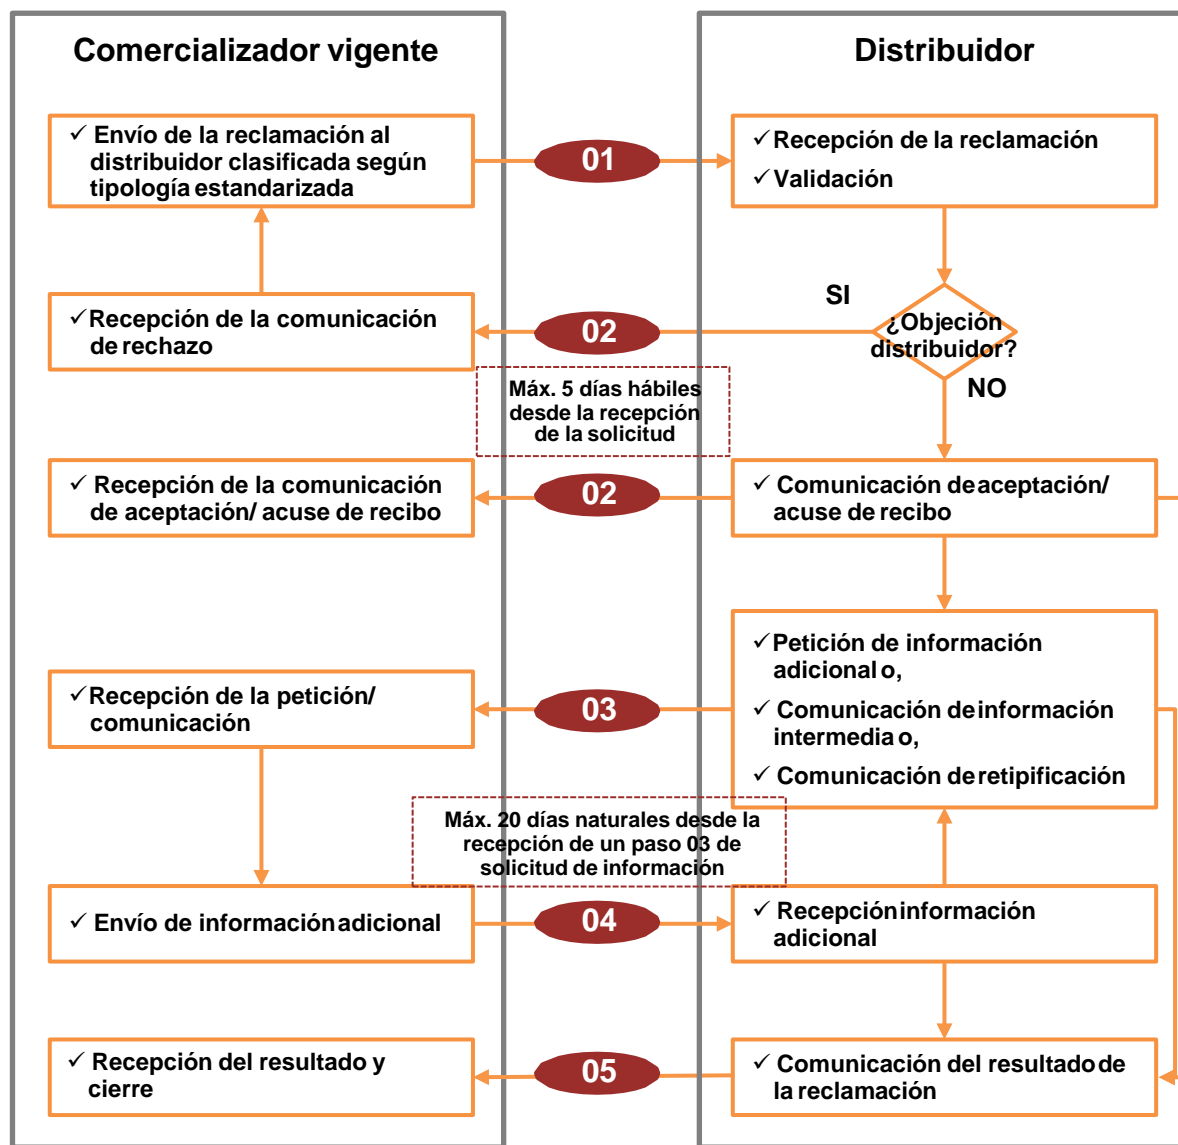 Comercializador vigente
Distribuidor
✓ Envío de la reclamación al
distribuidor clasificada según
tipología estandarizada
01
✓ Recepción de la reclamación
✓ Validación
SI
¿Objeción
distribuidor?
NO
✓ Recepción de la comunicación
de rechazo
02
Máx. 5 días hábiles
desde la recepción
de la solicitud
✓ Recepción de la comunicación
de aceptación/ acuse de recibo
02
✓ Comunicación de aceptación/
acuse de recibo
✓ Petición de información
adicional o,
✓ Comunicación de información
intermedia o,
✓ Comunicación de retipificación
✓ Recepción de la petición/
comunicación
03
Máx. 20 días naturales desde la
recepción de un paso 03 de
solicitud de información
✓ Envío de información adicional
04
✓ Recepción información
adicional
✓ Recepción del resultado y
cierre
05
✓ Comunicación del resultado de
la reclamación